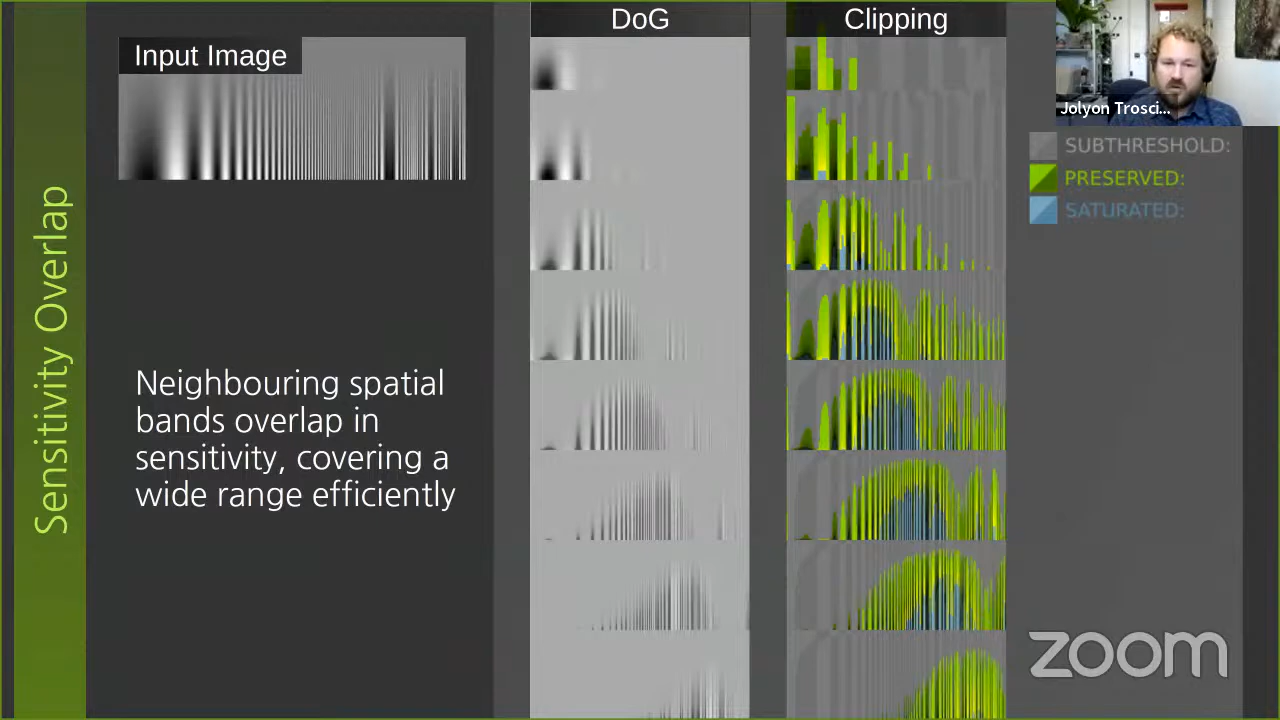 DoG
Clipping
Input Image
Jolyon Trosci...
SUBTHRESHOLD:
PRESERVED:
SATURATED:
Sensitivity Overlap
Neighbouring spatial
bands overlap in
sensitivity, covering a
wide range efficiently
zoom